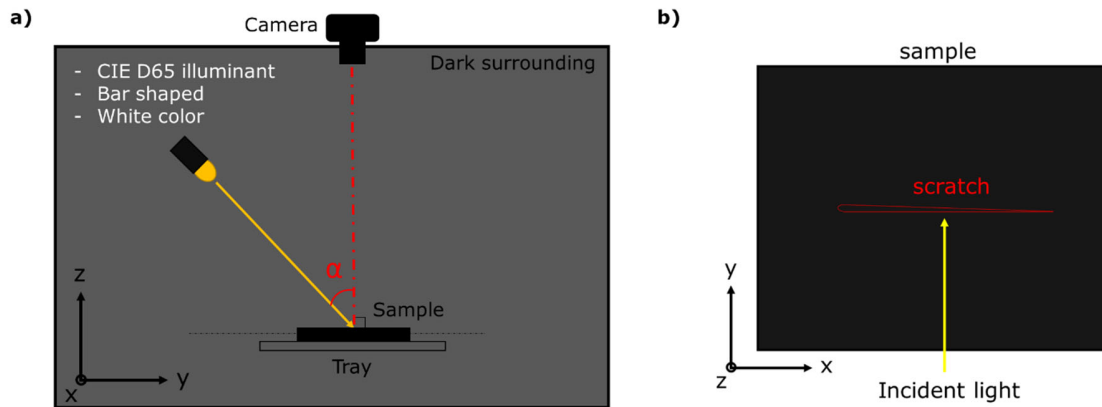 a)
Camera
- CIE D65 illuminant
- Bar shaped
- White color
Dark surrounding
α
Sample
Tray
z
y
x
b)
sample
scratch
y
x
z
Incident light